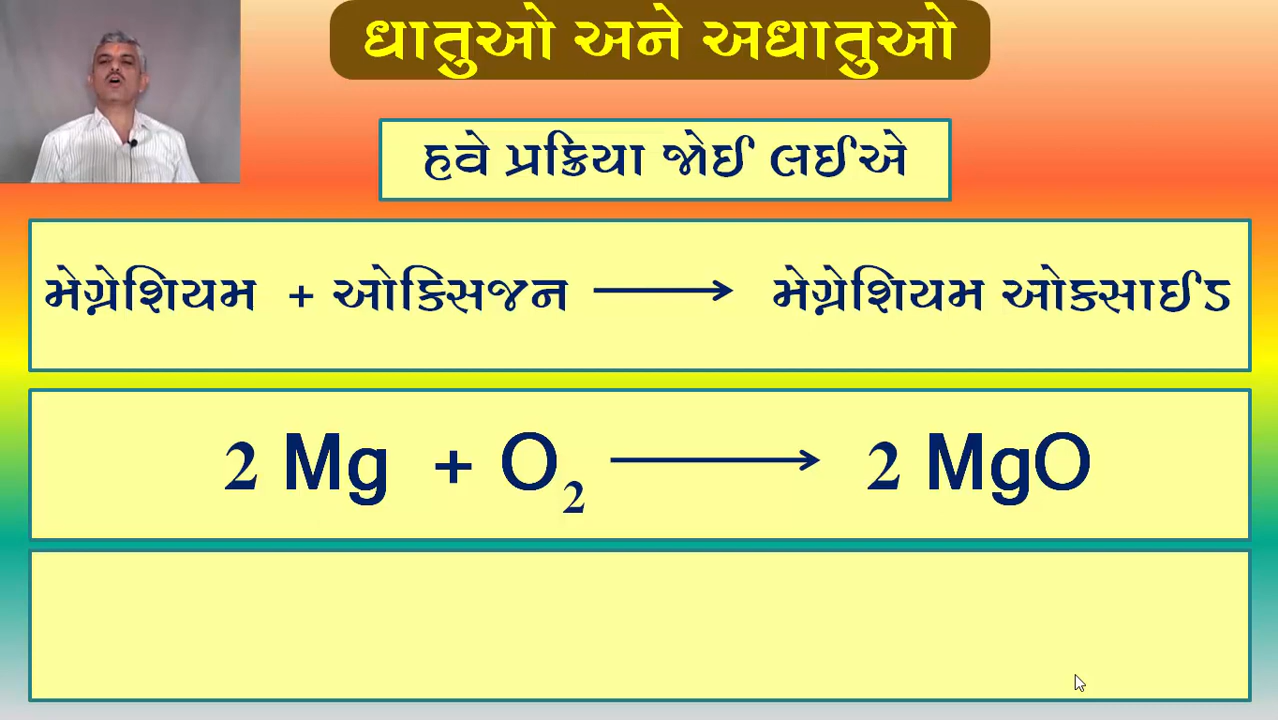 ધાતુઓ અને અધાતુઓ
હવે પ્રક્રિયા જોઈ લઈએ
મેગ્નેશિયમ + ઓક્સિજન ⟶ મેગ્નેશિયમ ઓક્સાઈડ
2 Mg + O₂ ⟶ 2 MgO